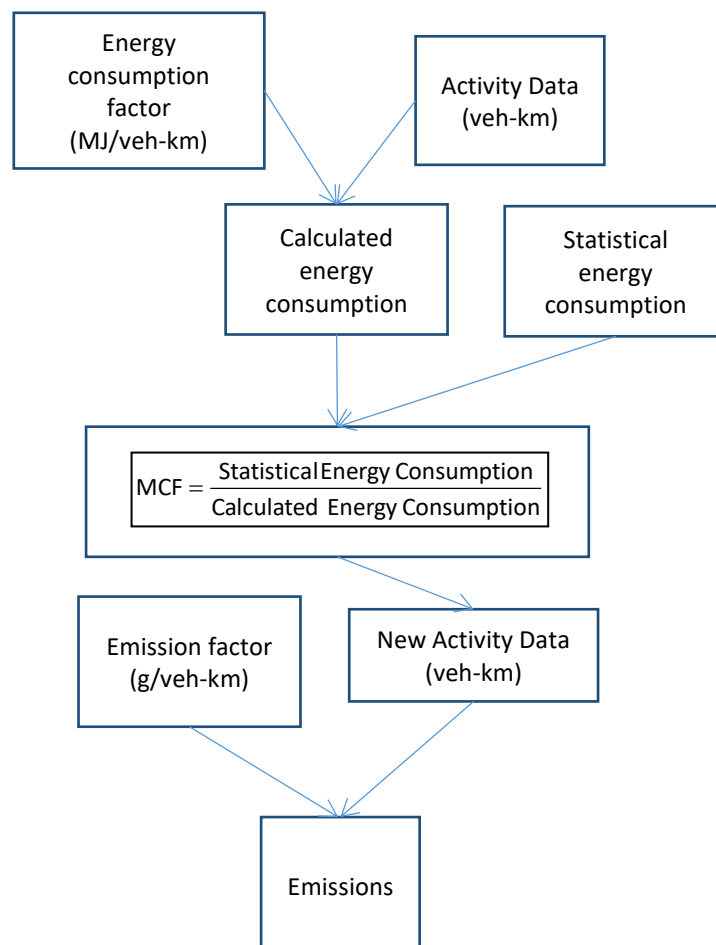 Energy
consumption
factor
(MJ/veh-km)
Activity Data
(veh-km)
Calculated
energy
consumption
Statistical
energy
consumption
MCF = Statistical Energy Consumption
Calculated Energy Consumption
Emission factor
(g/veh-km)
New Activity Data
(veh-km)
Emissions